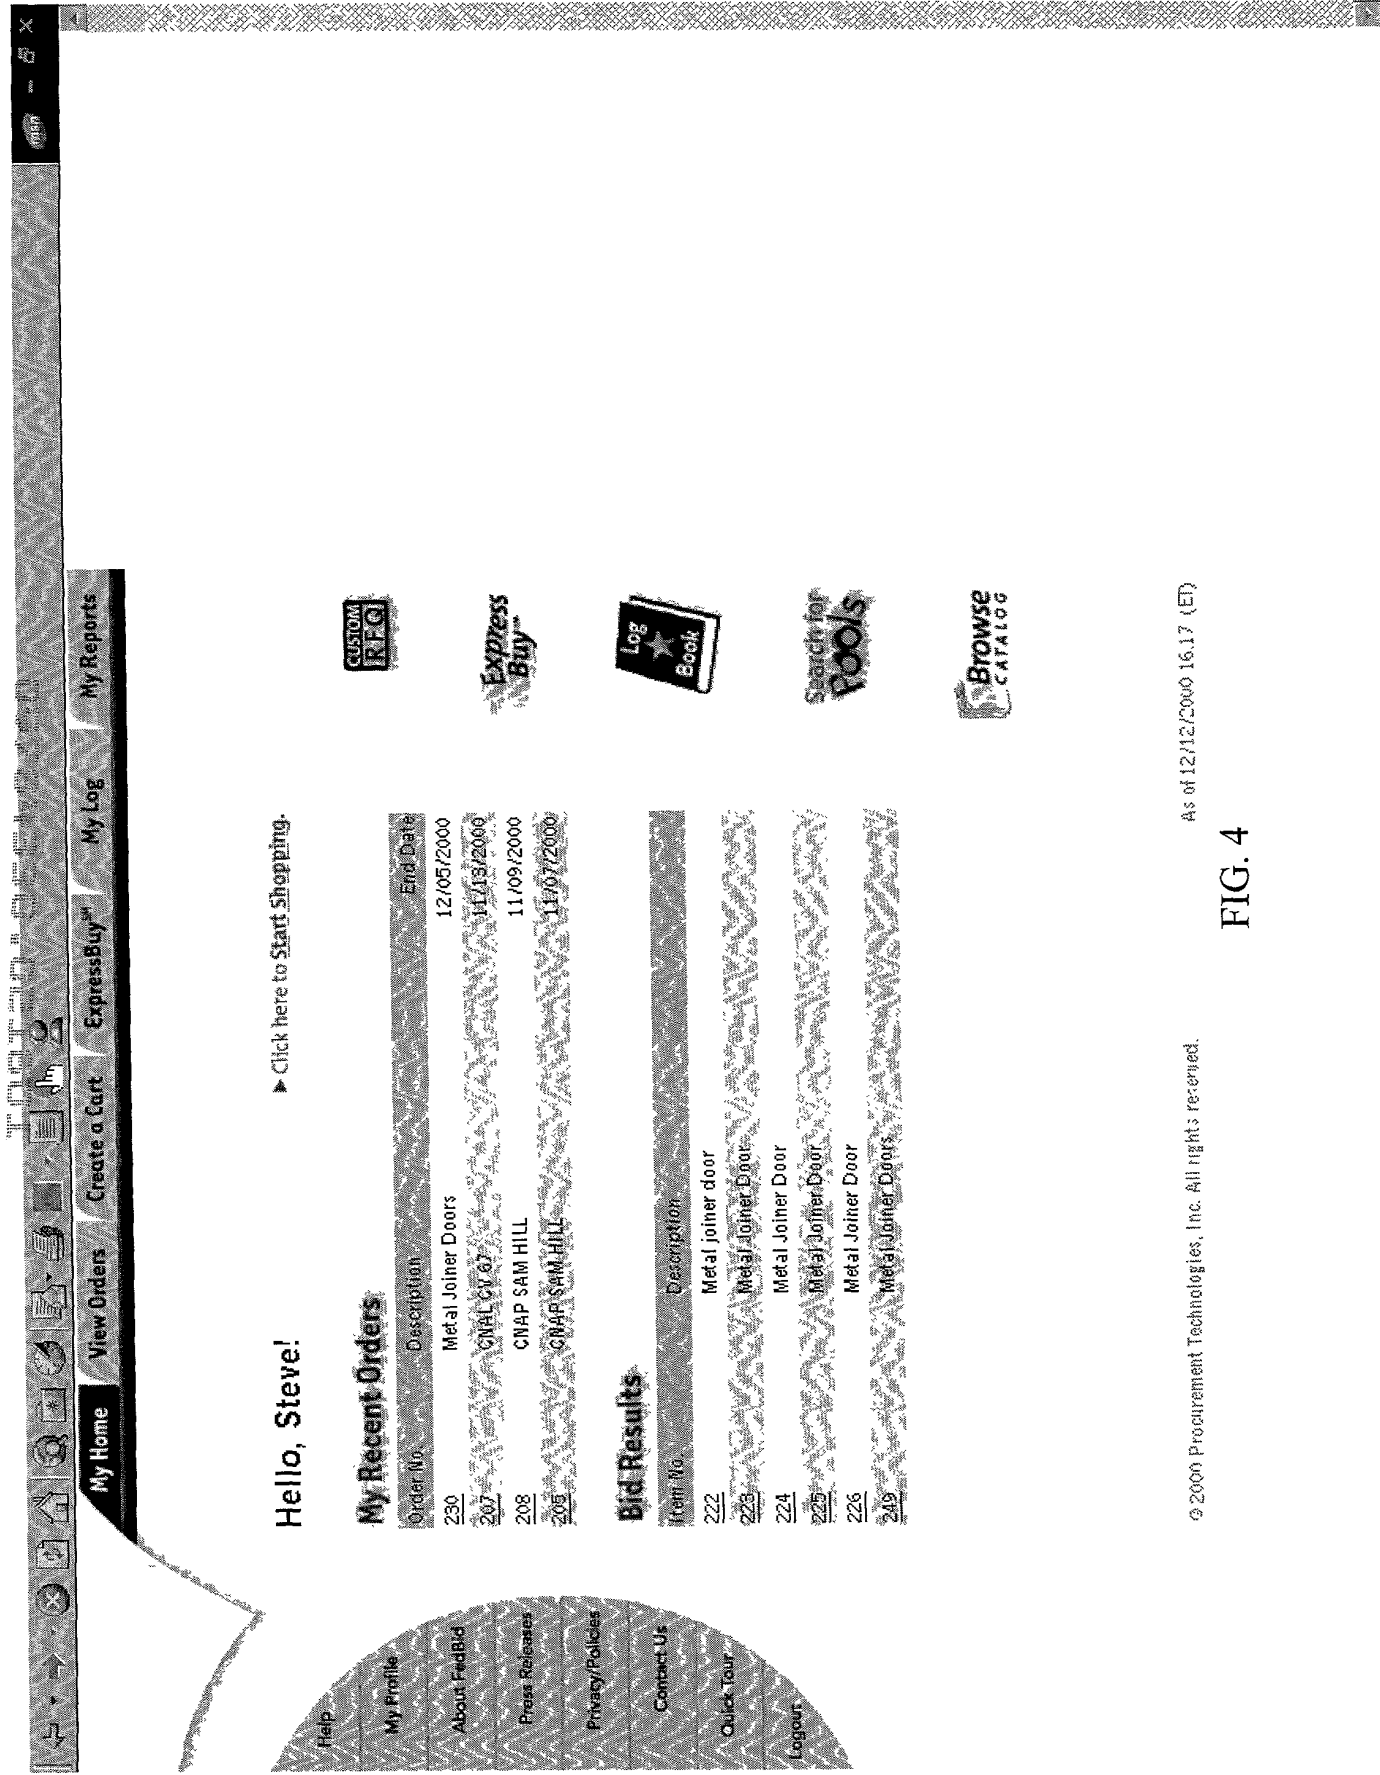 msn
My Home View Orders Create a Cart ExpressBuy℠ My Log My Reports
Hello, Steve!
▶ Click here to Start Shopping.
Help
My Profile
About FedBid
Press Releases
Privacy/Policies
Contact Us
Quick Tour
Logout
My Recent Orders
Order No. Description End Date
230 Metal Joiner Doors 12/05/2000
207 CNAL CV 67 11/13/2000
208 CNAP SAM HILL 11/09/2000
205 CNAP SAM HILL 11/07/2000
Bid Results
Item No. Description
222 Metal joiner door
223 Metal Joiner Door
224 Metal Joiner Door
225 Metal Joiner Door
226 Metal Joiner Door
249 Metal Joiner Doors
CUSTOM
RFQ
Express
Buy
Log
Book
Search for
Pools
Browse
CATALOG
© 2000 Procurement Technologies, Inc. All rights reserved. As of 12/12/2000 16.17 (ET)
FIG. 4